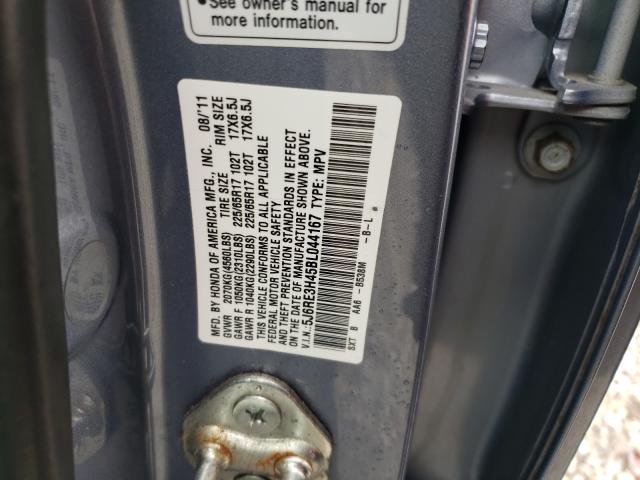 •See owner's manual for
more information.
MFD. BY HONDA OF AMERICA MFG., INC. 08/'11
TIRE SIZE RIM SIZE
GVWR 2070KG(4560LBS)
GAWR F 1050KG(2310LBS) 225/65R17 102T 17X6.5J
GAWR R 1040KG(2290LBS) 225/65R17 102T 17X6.5J
THIS VEHICLE CONFORMS TO ALL APPLICABLE
FEDERAL MOTOR VEHICLE SAFETY
AND THEFT PREVENTION STANDARDS IN EFFECT
ON THE DATE OF MANUFACTURE SHOWN ABOVE.
V.I.N.:5J6RE3H45BL044167 TYPE: MPV
SXT B AA6 -B538M -B-L